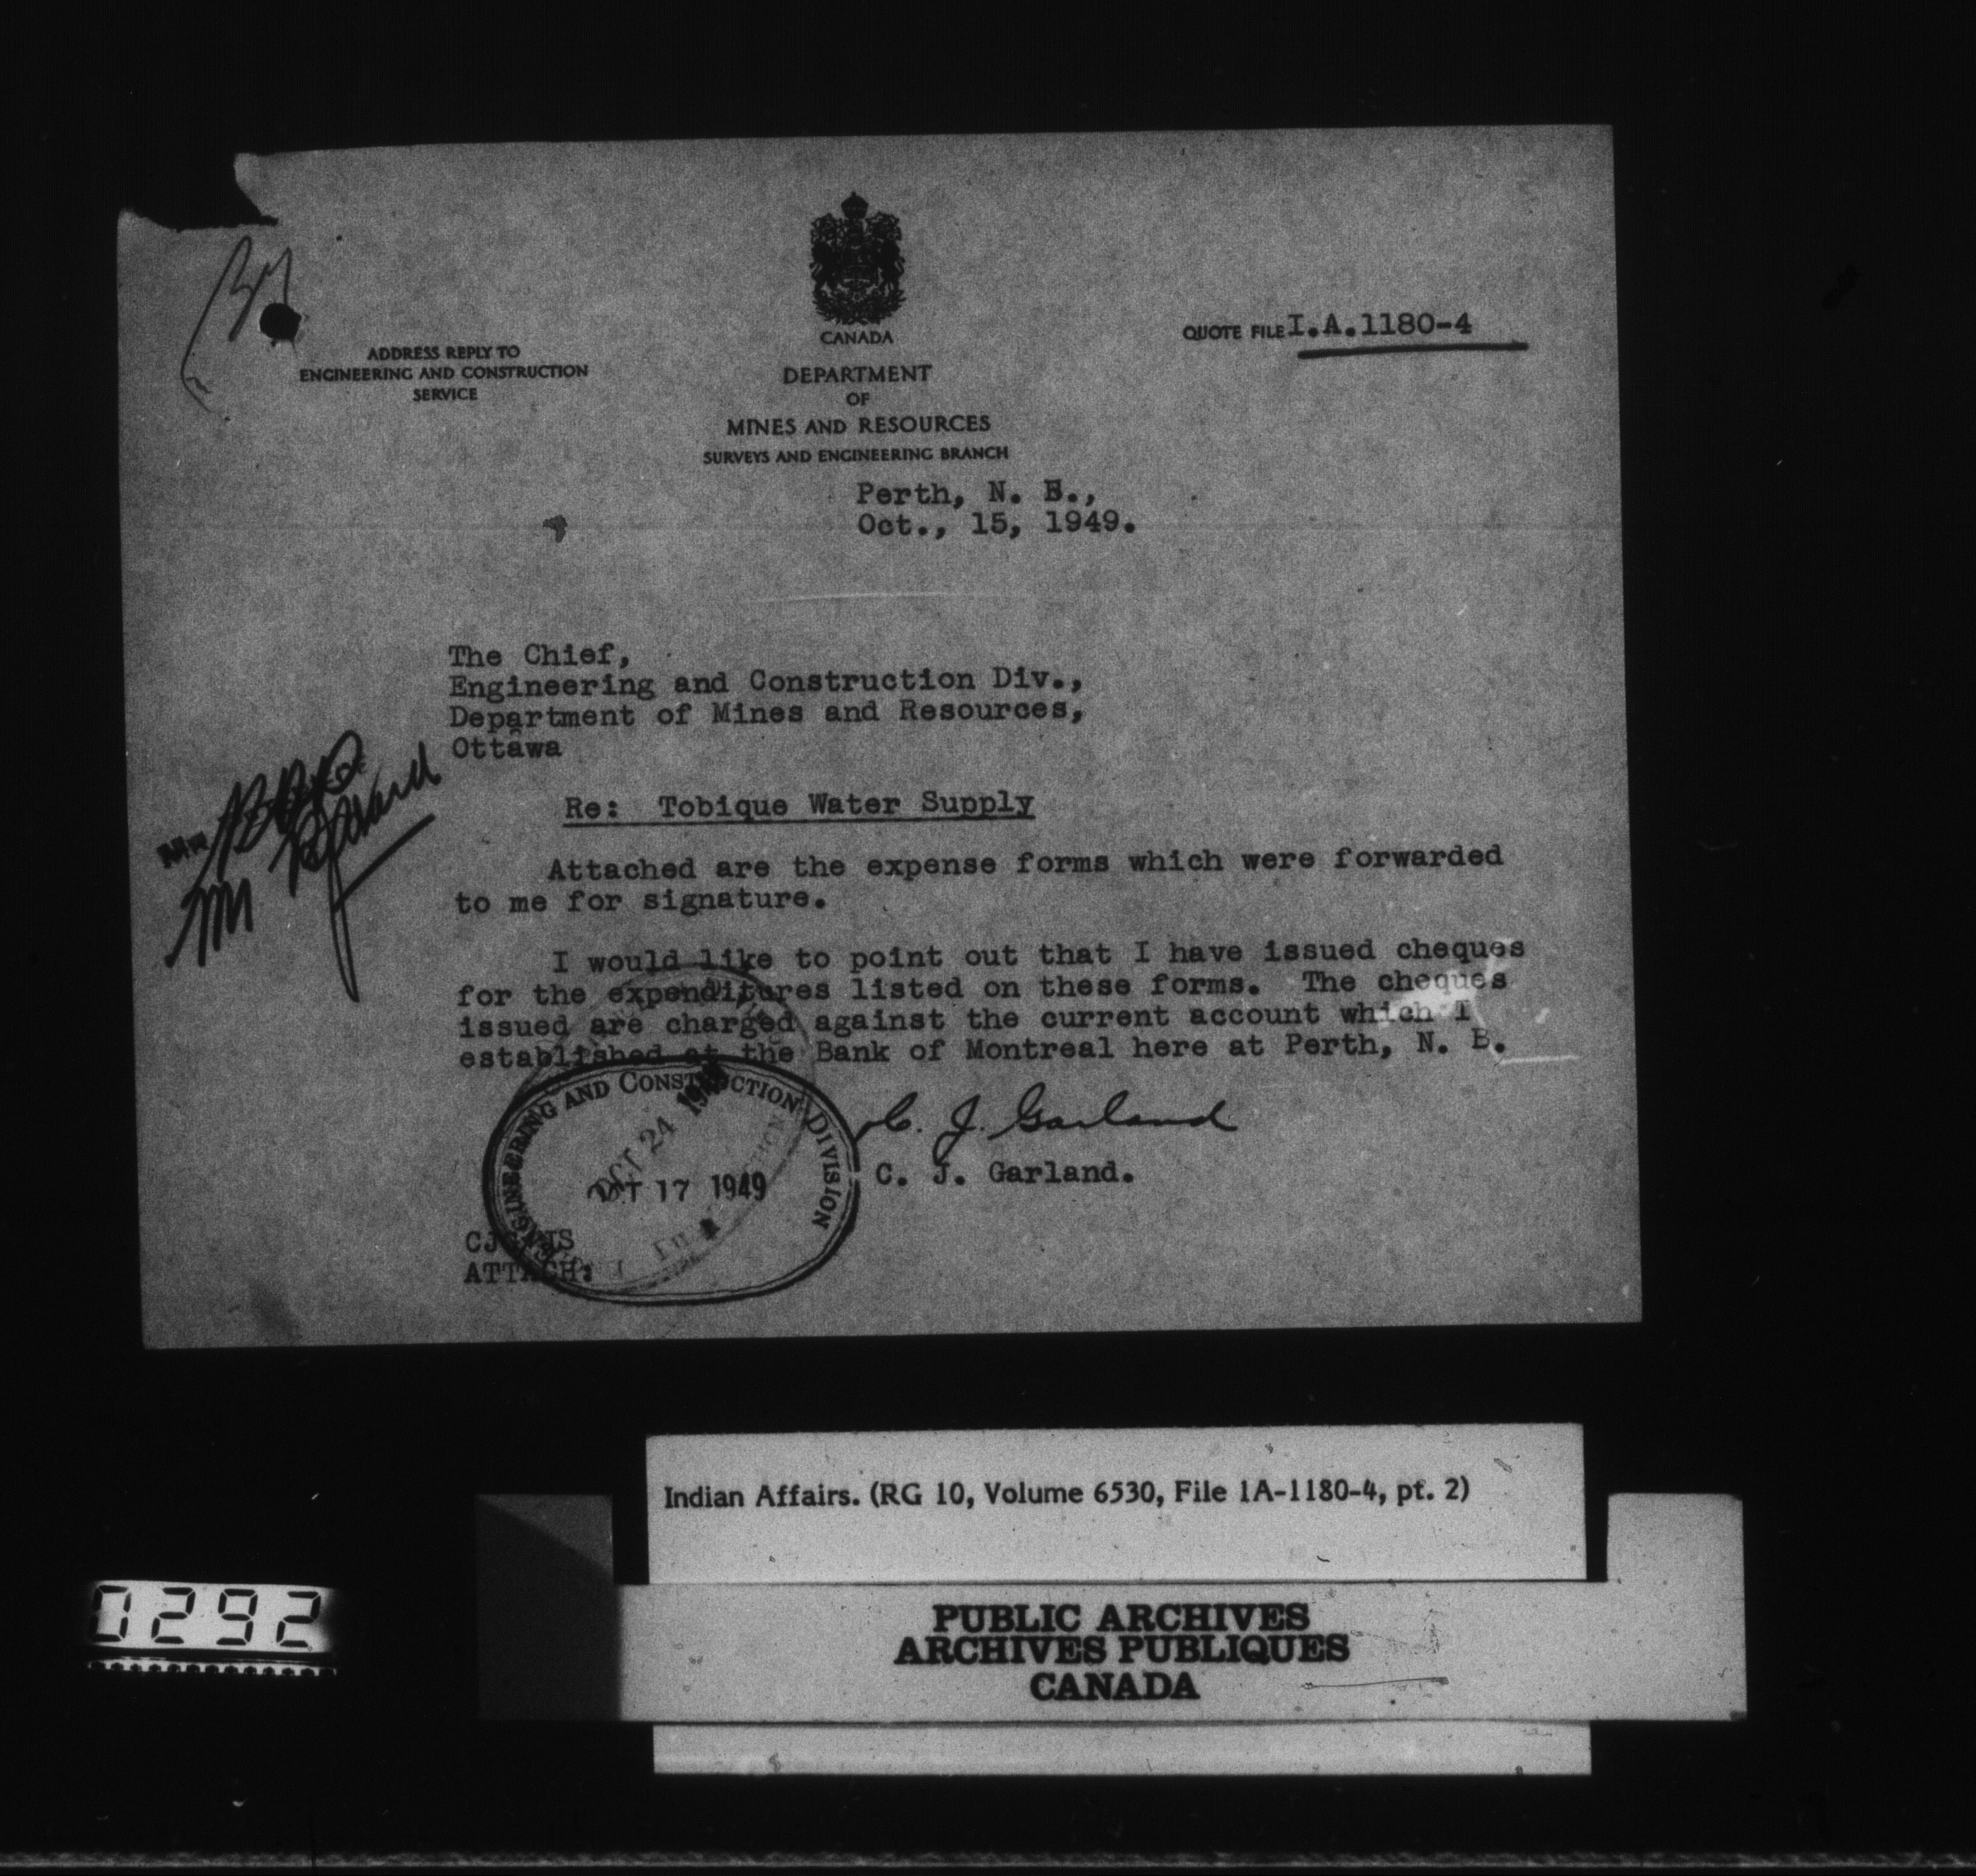 CANADA
QUOTE FILE I.A.1180-4
ADDRESS REPLY TO
ENGINEERING AND CONSTRUCTION
SERVICE
DEPARTMENT
OF
MINES AND RESOURCES
SURVEYS AND ENGINEERING BRANCH
Perth, N. B.,
Oct., 15, 1949.
The Chief,
Engineering and Construction Div.,
Department of Mines and Resources,
Ottawa
Re: Tobique Water Supply
Attached are the expense forms which were forwarded
to me for signature.
I would like to point out that I have issued cheques
for the expenditures listed on these forms. The cheques
issued are charged against the current account which I
established at the Bank of Montreal here at Perth, N. B.
ENGINEERING AND CONSTRUCTION DIVISION
OCT 24
OCT 17 1949
C. J. Garland
C. J. Garland.
ATTACH:
Indian Affairs. (RG 10, Volume 6530, File 1A-1180-4, pt. 2)
PUBLIC ARCHIVES
ARCHIVES PUBLIQUES
CANADA
0292